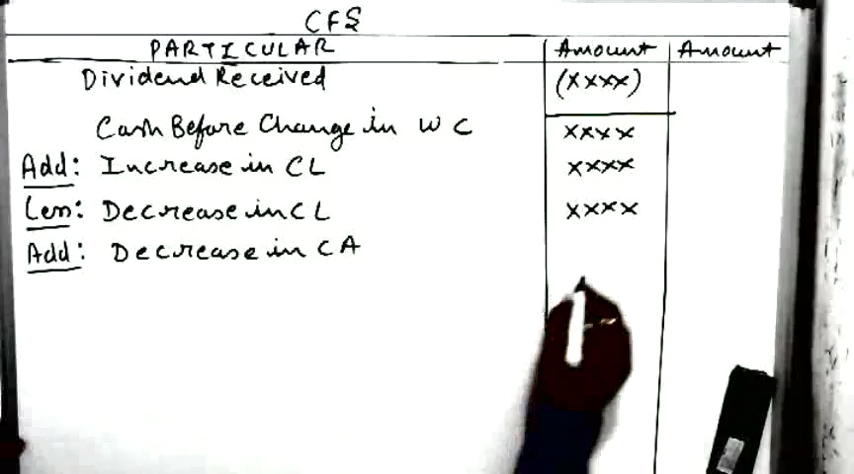 CFS
PARTICULAR Amount Amount
Dividend Received (xxxx)
Cash Before Change in WC xxxx
Add: Increase in CL xxxx
Less: Decrease in CL xxxx
Add: Decrease in CA